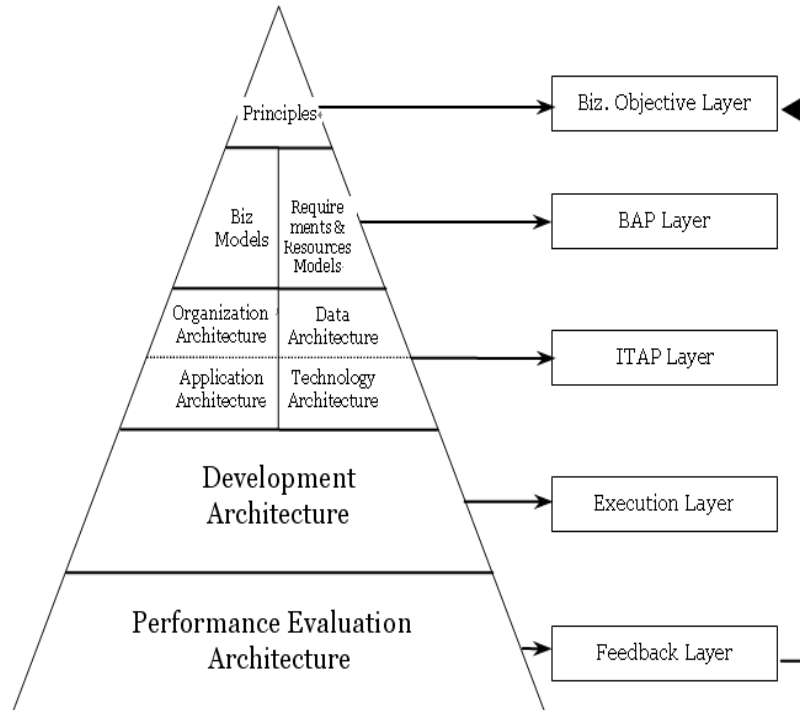 Principles
Biz. Objective Layer
Biz
Models
Require
ments &
Resources
Models
BAP Layer
Organization
Architecture
Data
Architecture
Application
Architecture
Technology
Architecture
ITAP Layer
Development
Architecture
Execution Layer
Performance Evaluation
Architecture
Feedback Layer